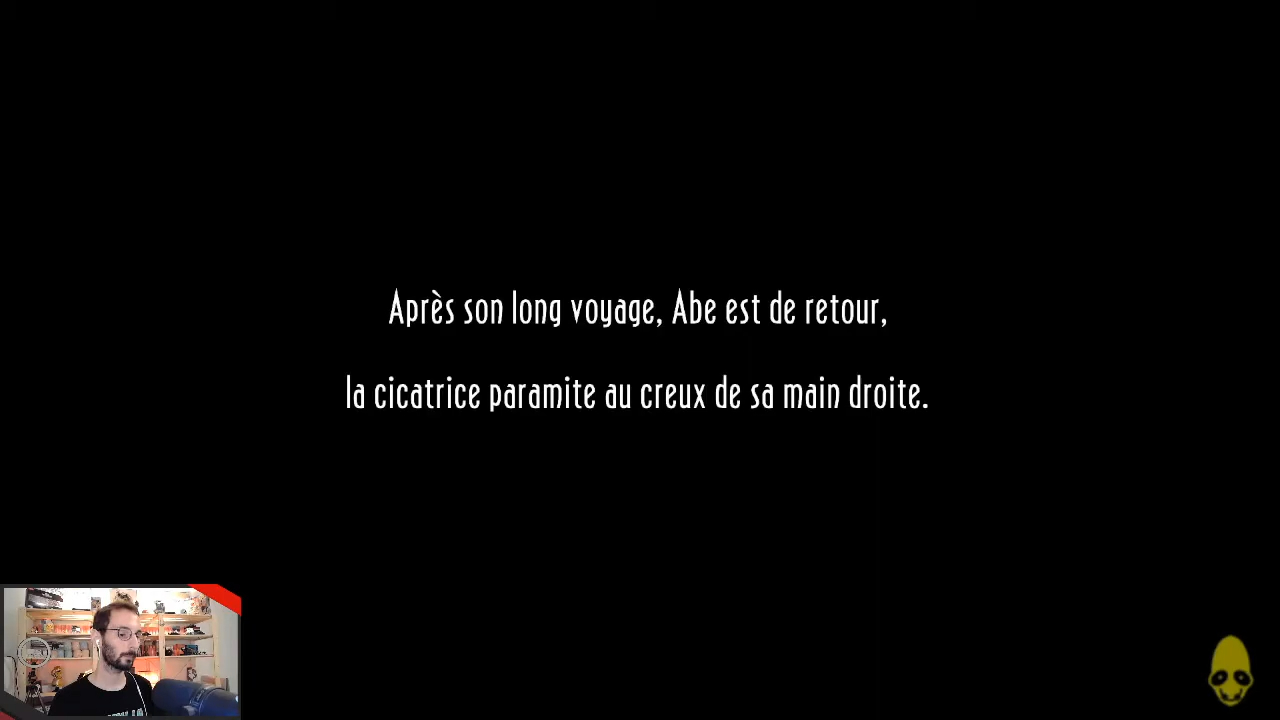 Après son long voyage, Abe est de retour,
la cicatrice paramite au creux de sa main droite.